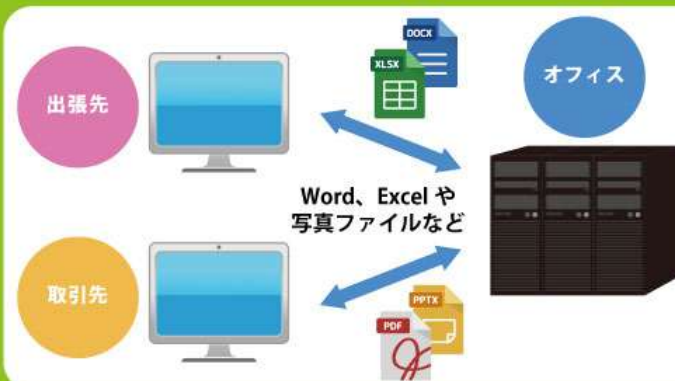 出張先
DOCX
XLSX
オフィス
Word、Excel や
写真ファイルなど
取引先
PPTX
PDF